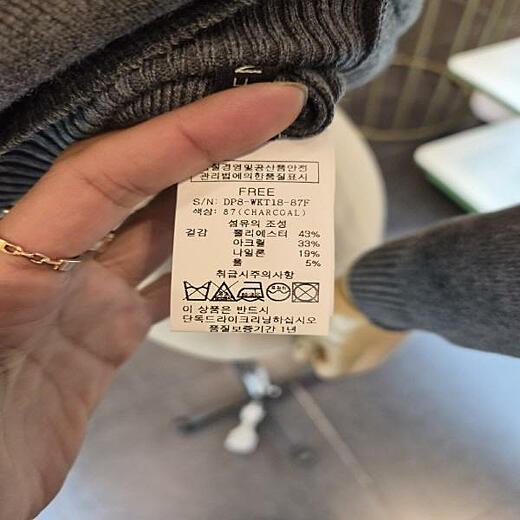 품질경영및공산품안전
관리법에의한품질표시
FREE
S/N: DP8-WKT18-87F
색상: 87(CHARCOAL)
섬유의 조성
겉감 폴리에스터 43%
아크릴 33%
나일론 19%
울 5%
취급시주의사항
이 상품은 반드시
단독드라이크리닝하십시오
품질보증기간 1년